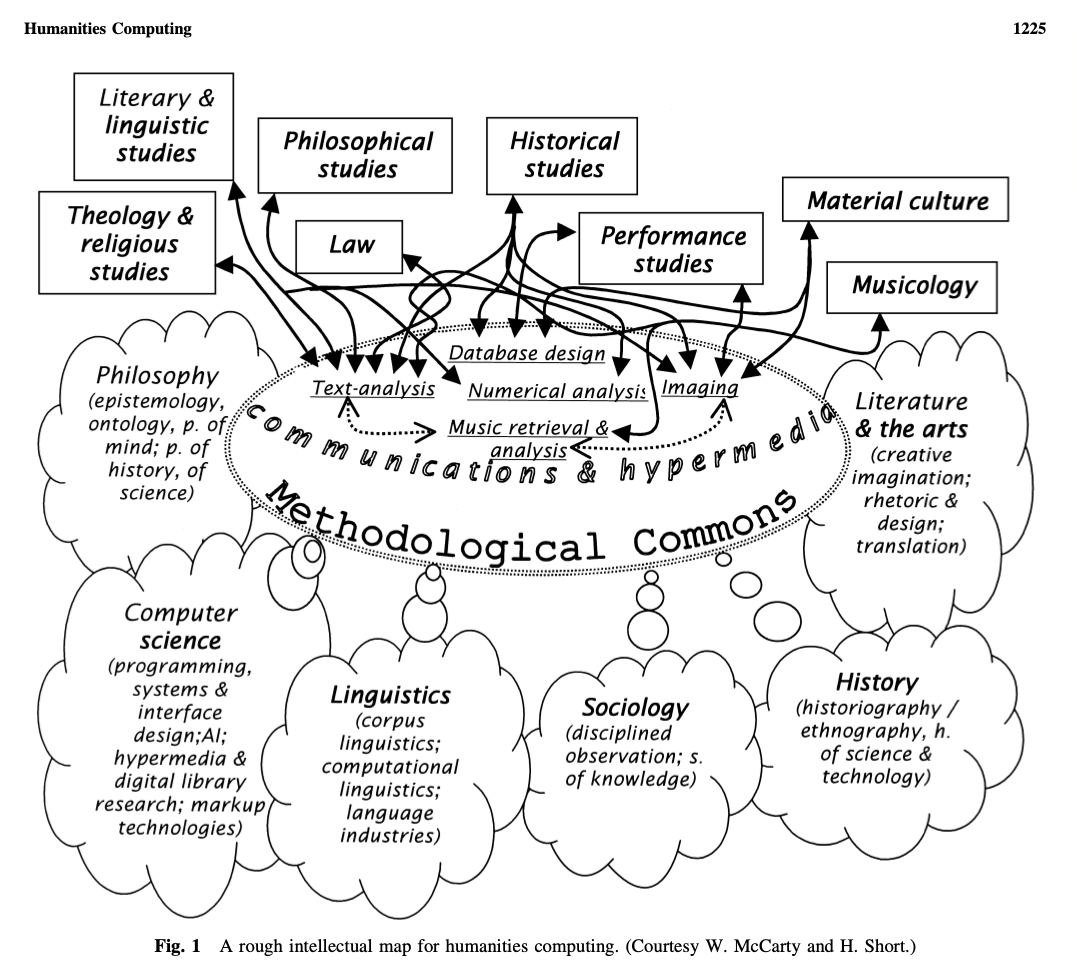 Humanities Computing
1225
Literary &
linguistic
studies
Philosophical
studies
Historical
studies
Material culture
Theology &
religious
studies
Law
Performance
studies
Musicology
Database design
Text-analysis
Numerical analysis
Imaging
Music retrieval &
analysis
communications & hypermedia
Methodological Commons
Philosophy
(epistemology,
ontology, p. of
mind; p. of
history, of
science)
Literature
& the arts
(creative
imagination;
rhetoric &
design;
translation)
Computer
science
(programming,
systems &
interface
design;AI;
hypermedia &
digital library
research; markup
technologies)
Linguistics
(corpus
linguistics;
computational
linguistics;
language
industries)
Sociology
(disciplined
observation; s.
of knowledge)
History
(historiography /
ethnography, h.
of science &
technology)
Fig. 1 A rough intellectual map for humanities computing. (Courtesy W. McCarty and H. Short.)